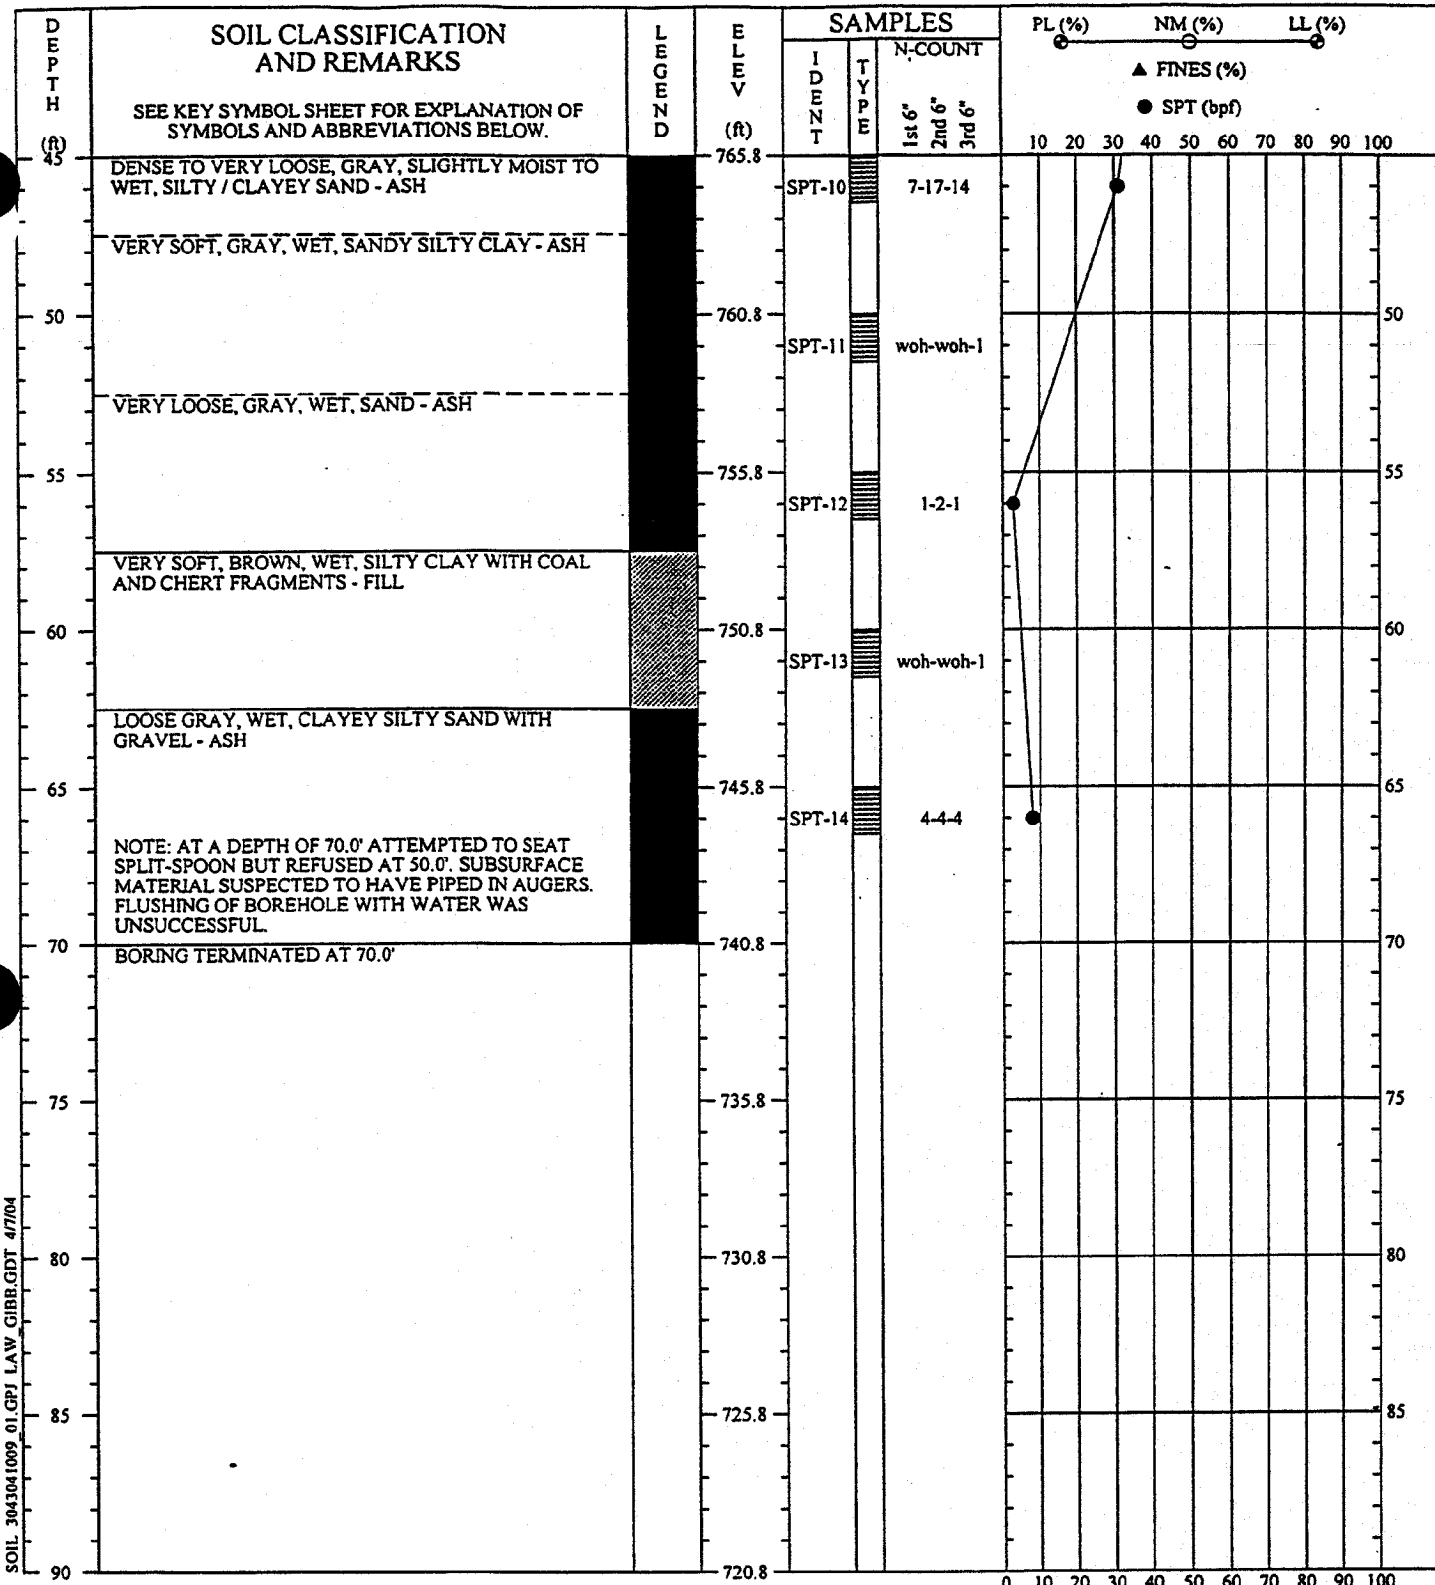 DEPTH (ft)
SOIL CLASSIFICATION
AND REMARKS
SEE KEY SYMBOL SHEET FOR EXPLANATION OF
SYMBOLS AND ABBREVIATIONS BELOW.
LEGEND
ELEV (ft)
SAMPLES
IDENT
TYPE
N-COUNT
1st 6"
2nd 6"
3rd 6"
PL (%) NM (%) LL (%)
▲ FINES (%)
● SPT (bpf)
10 20 30 40 50 60 70 80 90 100
45
DENSE TO VERY LOOSE, GRAY, SLIGHTLY MOIST TO
WET, SILTY / CLAYEY SAND - ASH
765.8
SPT-10 7-17-14
VERY SOFT, GRAY, WET, SANDY SILTY CLAY - ASH
50 760.8 50
SPT-11 woh-woh-1
VERY LOOSE, GRAY, WET, SAND - ASH
55 755.8 55
SPT-12 1-2-1
VERY SOFT, BROWN, WET, SILTY CLAY WITH COAL
AND CHERT FRAGMENTS - FILL
60 750.8 60
SPT-13 woh-woh-1
LOOSE GRAY, WET, CLAYEY SILTY SAND WITH
GRAVEL - ASH
65 745.8 65
SPT-14 4-4-4
NOTE: AT A DEPTH OF 70.0' ATTEMPTED TO SEAT
SPLIT-SPOON BUT REFUSED AT 50.0'. SUBSURFACE
MATERIAL SUSPECTED TO HAVE PIPED IN AUGERS.
FLUSHING OF BOREHOLE WITH WATER WAS
UNSUCCESSFUL.
70 740.8 70
BORING TERMINATED AT 70.0'
75 735.8 75
80 730.8 80
85 725.8 85
90 720.8
0 10 20 30 40 50 60 70 80 90 100
SOIL 3043041009_01.GPJ LAW_GIBB.GDT 4/7/04